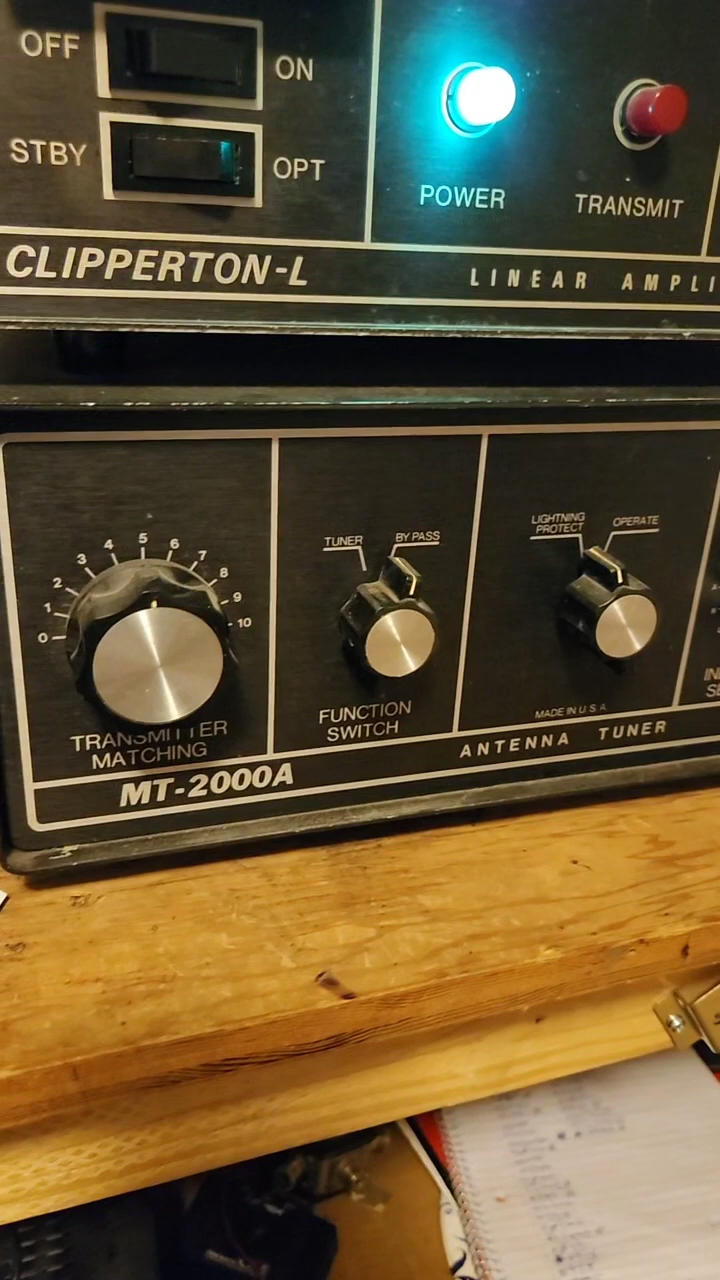 OFF
ON
STBY
OPT
POWER
TRANSMIT
CLIPPERTON-L
LINEAR AMPLI
0 1 2 3 4 5 6 7 8 9 10
TRANSMITTER
MATCHING
TUNER
BY PASS
FUNCTION
SWITCH
LIGHTNING
PROTECT
OPERATE
MADE IN U.S.A.
MT-2000A
ANTENNA TUNER